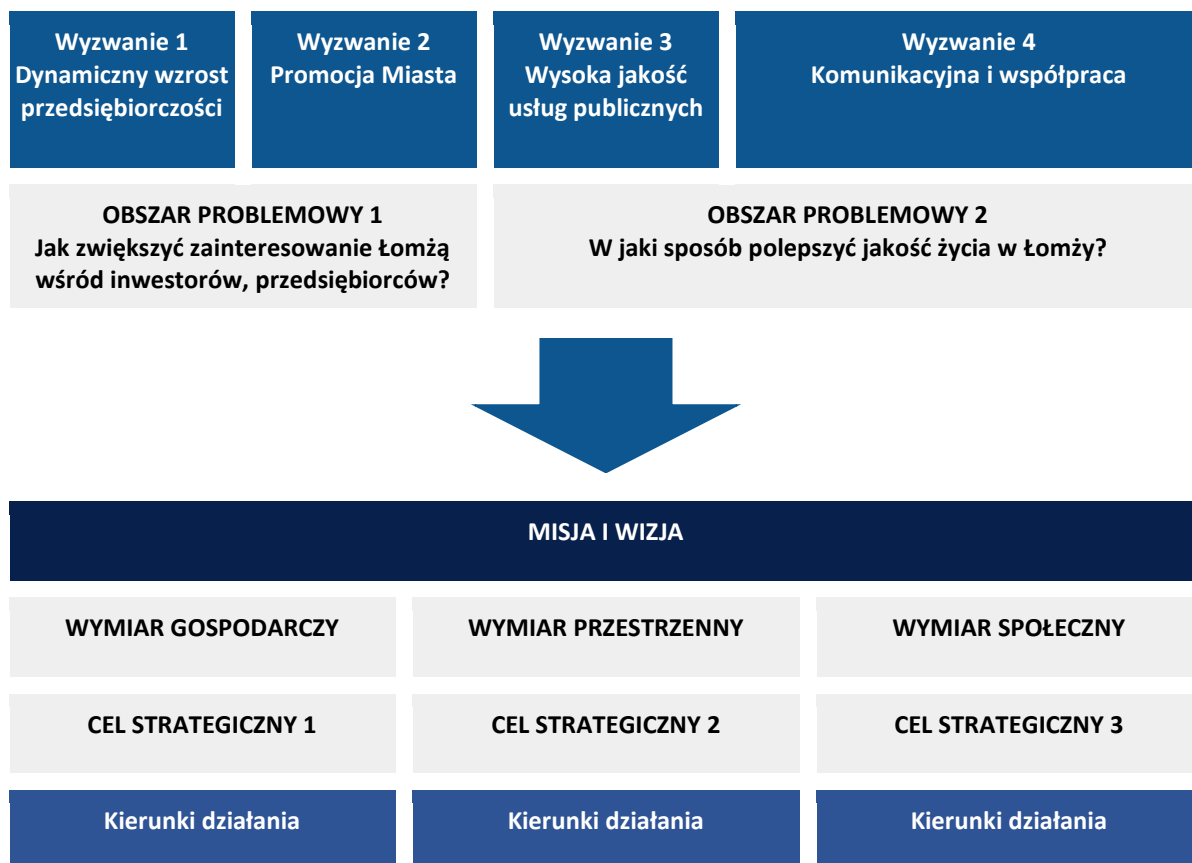 Wyzwanie 1
Dynamiczny wzrost
przedsiębiorczości
Wyzwanie 2
Promocja Miasta
Wyzwanie 3
Wysoka jakość
usług publicznych
Wyzwanie 4
Komunikacyjna i współpraca
OBSZAR PROBLEMOWY 1
Jak zwiększyć zainteresowanie Łomżą
wśród inwestorów, przedsiębiorców?
OBSZAR PROBLEMOWY 2
W jaki sposób polepszyć jakość życia w Łomży?
MISJA I WIZJA
WYMIAR GOSPODARCZY
WYMIAR PRZESTRZENNY
WYMIAR SPOŁECZNY
CEL STRATEGICZNY 1
CEL STRATEGICZNY 2
CEL STRATEGICZNY 3
Kierunki działania
Kierunki działania
Kierunki działania